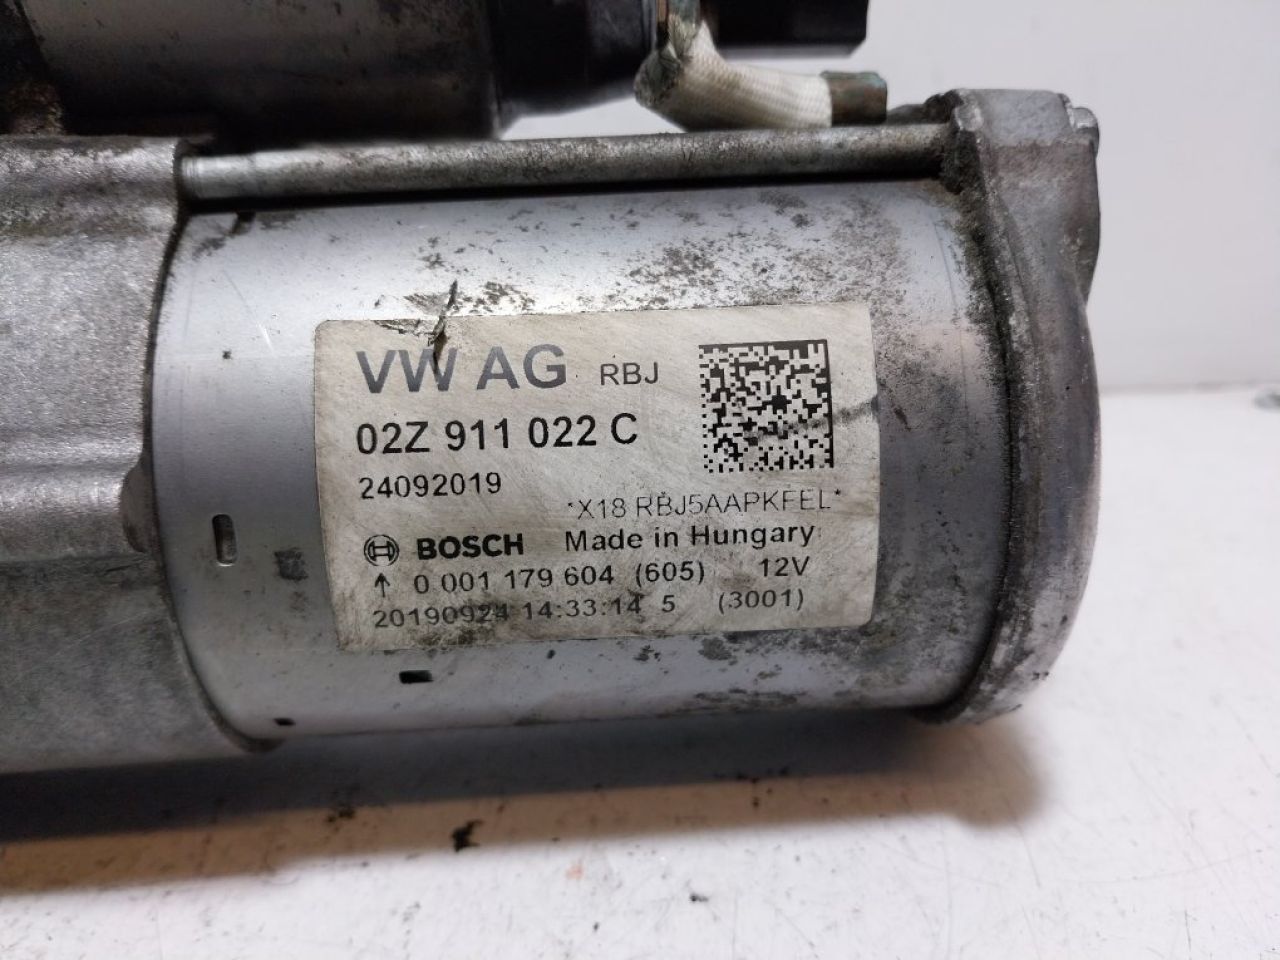 VW AG RBJ
02Z 911 022 C
24092019
*X18 RBJ5AAPKFEL*
BOSCH Made in Hungary
↑ 0 001 179 604 (605) 12V
20190924 14:33:14 5 (3001)